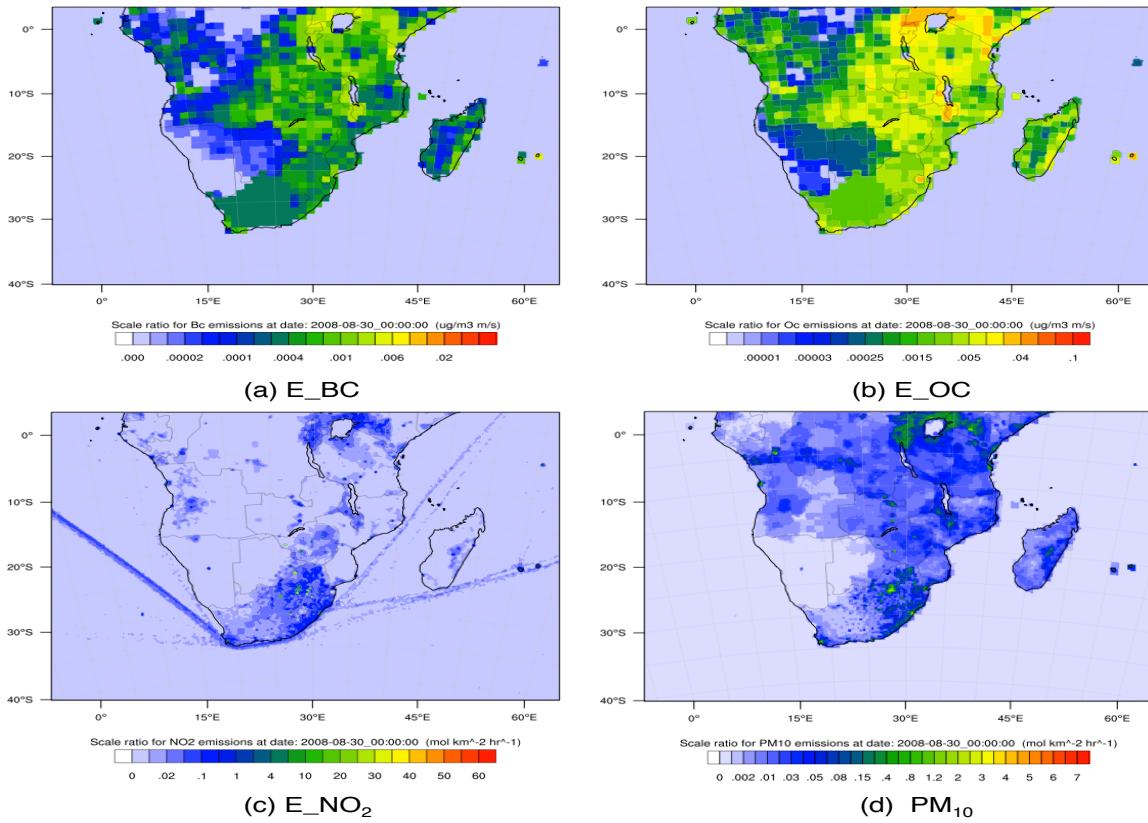 0°
10°S
20°S
30°S
40°S
0° 15°E 30°E 45°E 60°E
Scale ratio for Bc emissions at date: 2008-08-30_00:00:00 (ug/m3 m/s)
.000 .00002 .0001 .0004 .001 .006 .02
(a) E_BC
0°
10°S
20°S
30°S
40°S
0° 15°E 30°E 45°E 60°E
Scale ratio for Oc emissions at date: 2008-08-30_00:00:00 (ug/m3 m/s)
.00001 .00003 .00025 .0015 .005 .04 .1
(b) E_OC
0°
10°S
20°S
30°S
40°S
0° 15°E 30°E 45°E 60°E
Scale ratio for NO2 emissions at date: 2008-08-30_00:00:00 (mol km^-2 hr^-1)
0 .02 .1 1 4 10 20 30 40 50 60
(c) E_NO₂
0°
10°S
20°S
30°S
40°S
0° 15°E 30°E 45°E 60°E
Scale ratio for PM10 emissions at date: 2008-08-30_00:00:00 (mol km^-2 hr^-1)
0 .002 .01 .03 .05 .08 .15 .4 .8 1.2 2 3 4 5 6 7
(d) PM₁₀